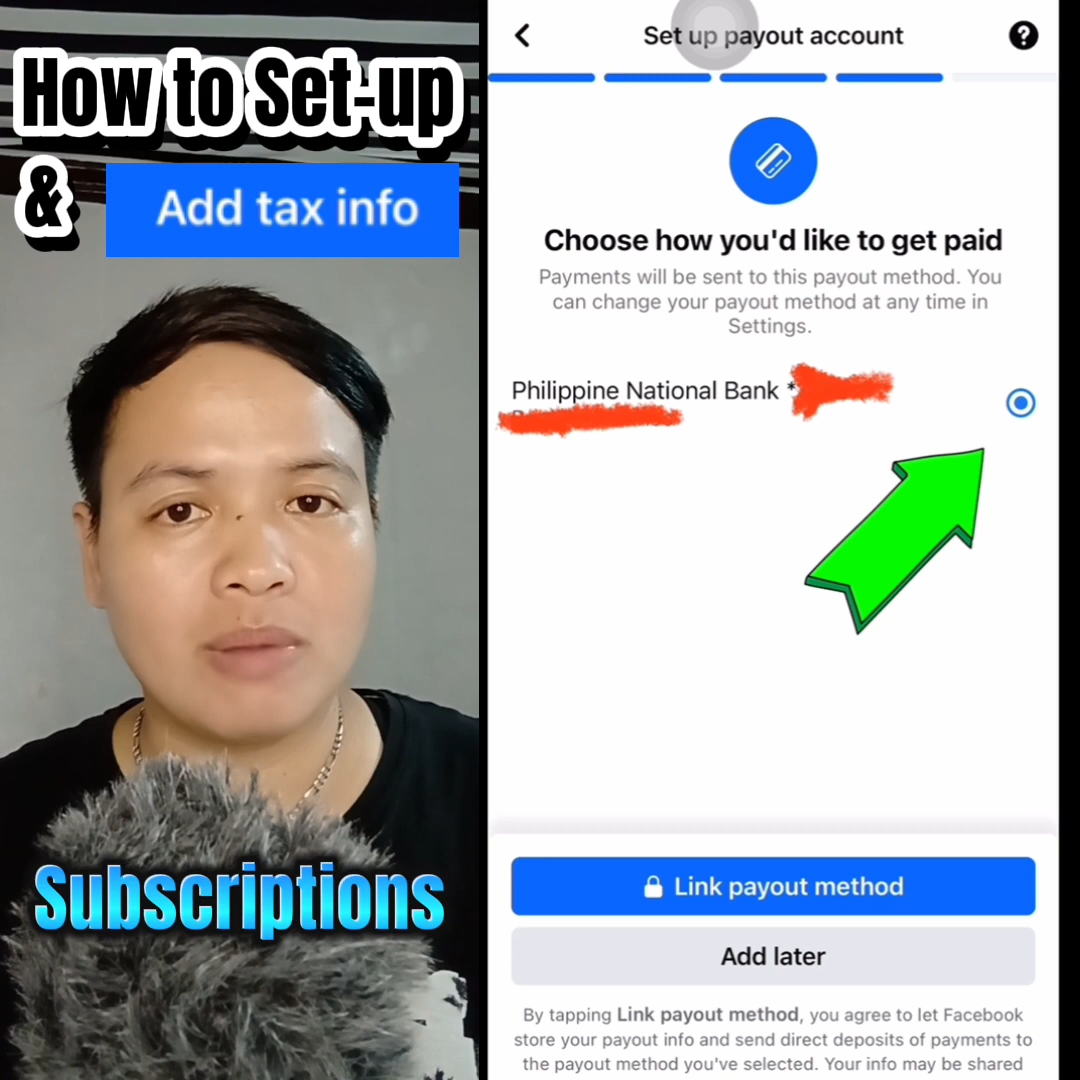 How to Set-up
&
Add tax info
Subscriptions
Set up payout account
?
Choose how you'd like to get paid
Payments will be sent to this payout method. You
can change your payout method at any time in
Settings.
Philippine National Bank *
Link payout method
Add later
By tapping Link payout method, you agree to let Facebook
store your payout info and send direct deposits of payments to
the payout method you've selected. Your info may be shared